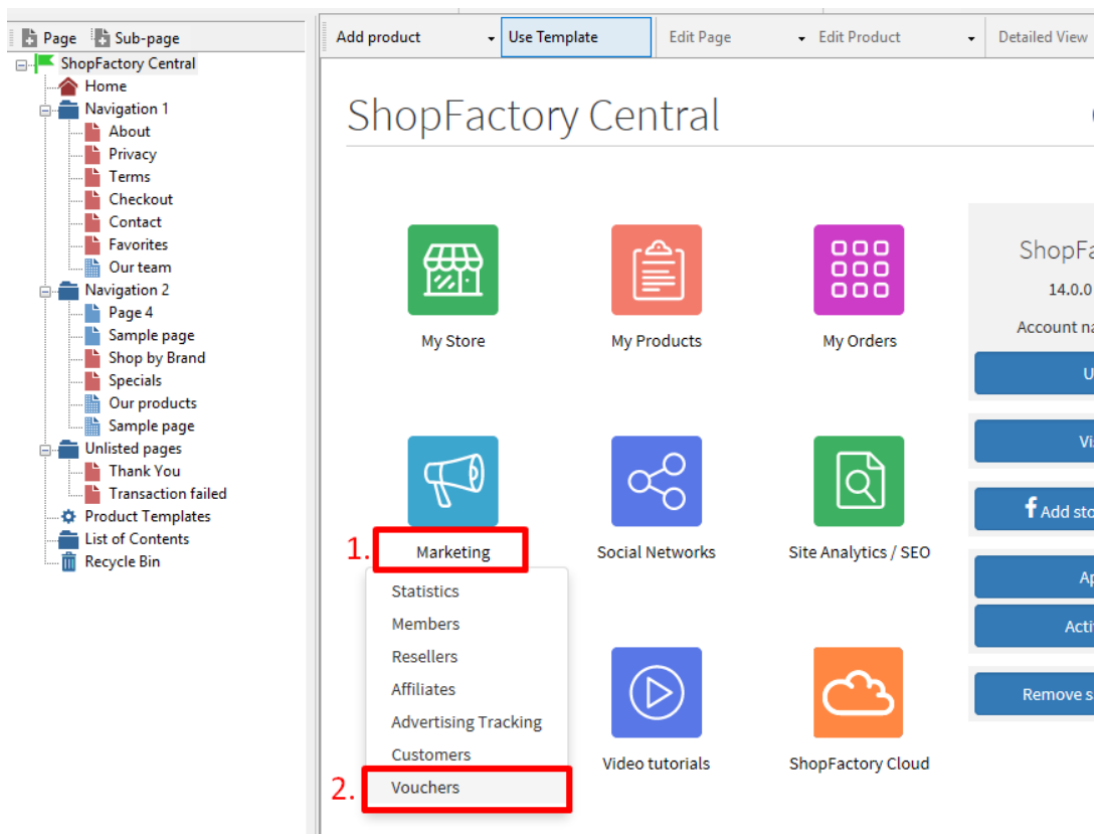 Page Sub-page
ShopFactory Central
Home
Navigation 1
About
Privacy
Terms
Checkout
Contact
Favorites
Our team
Navigation 2
Page 4
Sample page
Shop by Brand
Specials
Our products
Sample page
Unlisted pages
Thank You
Transaction failed
Product Templates
List of Contents
Recycle Bin
Add product Use Template Edit Page Edit Product Detailed View
ShopFactory Central
My Store My Products My Orders
1. Marketing Social Networks Site Analytics / SEO
Statistics
Members
Resellers
Affiliates
Advertising Tracking
Customers
2. Vouchers
Video tutorials ShopFactory Cloud
14.0.0
Account
Add
Remove